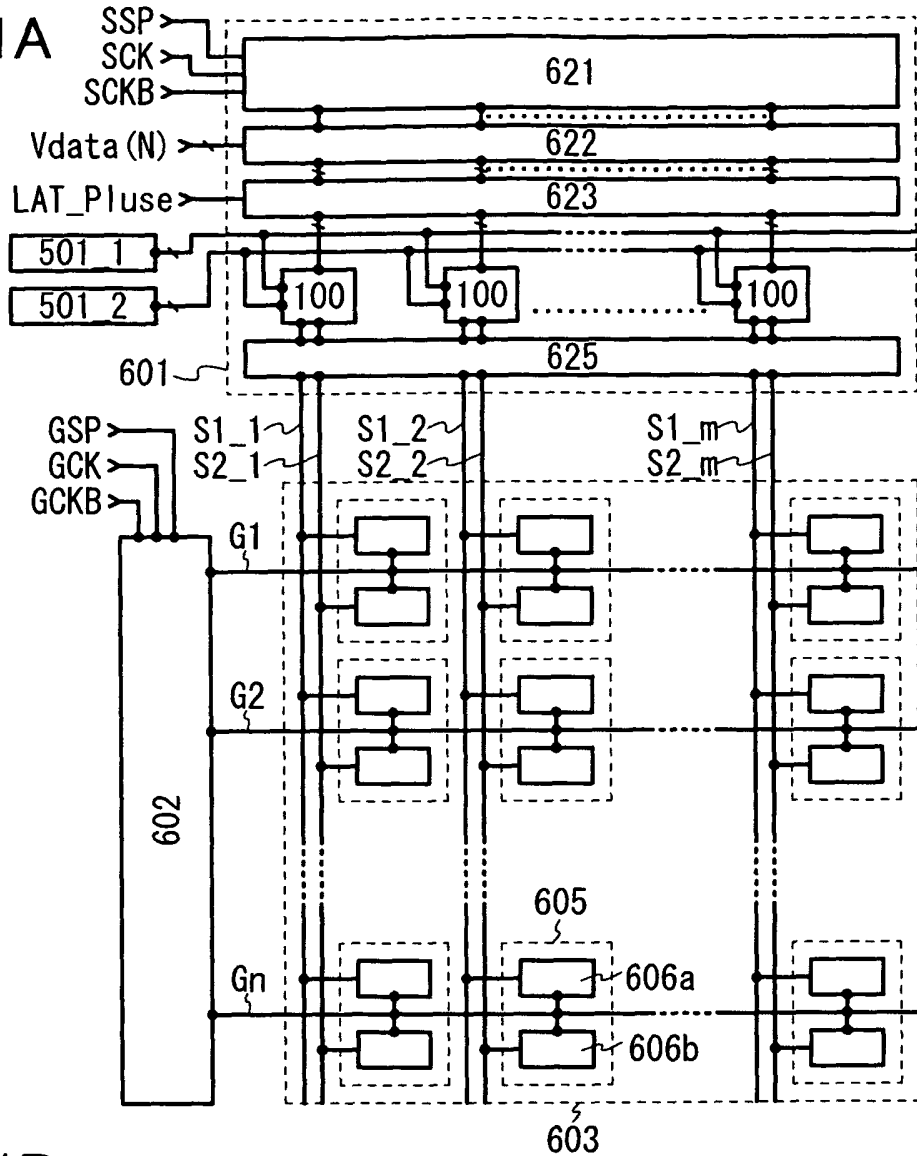 1A
SSP
SCK
SCKB
621
Vdata(N)
622
LAT_Pluse
623
501_1
501_2
100
100
100
625
601
S1_1
S2_1
S1_2
S2_2
S1_m
S2_m
GSP
GCK
GCKB
G1
G2
602
605
Gn
606a
606b
603